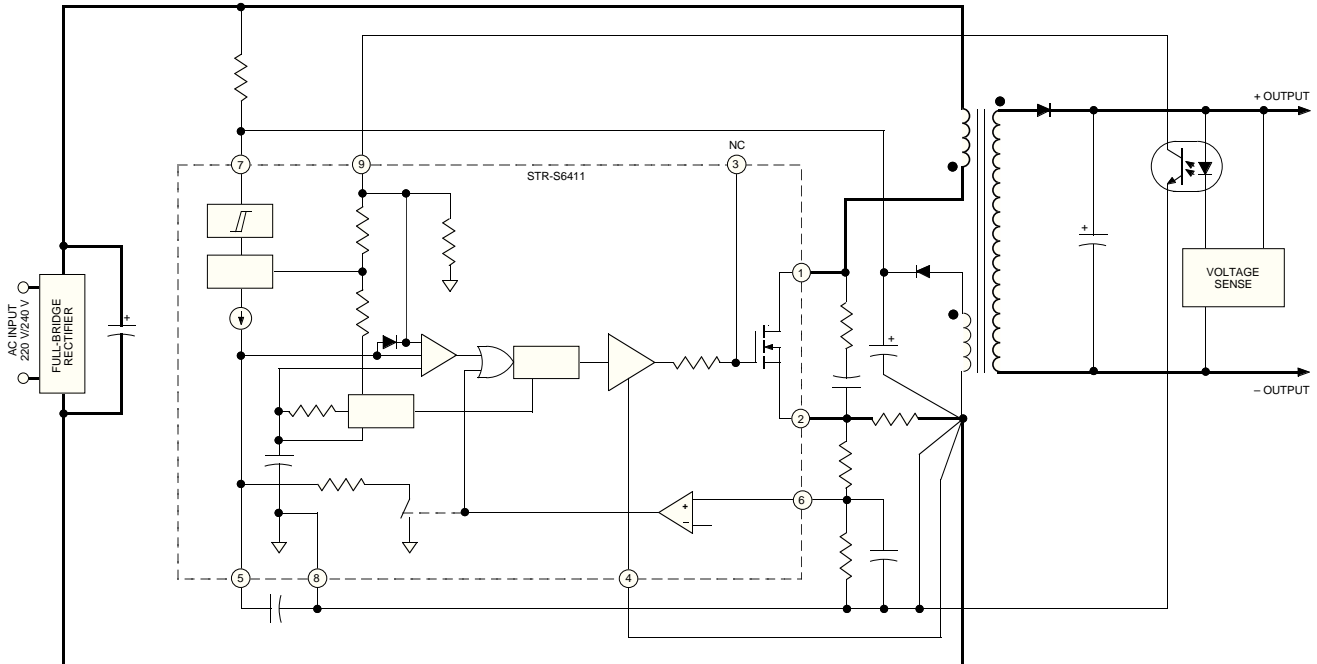 + OUTPUT
NC
7
9
3
STR-S6411
1
VOLTAGE
SENSE
AC INPUT
220 V/240 V
FULL-BRIDGE
RECTIFIER
+
+
+
– OUTPUT
2
6
+
–
5
8
4